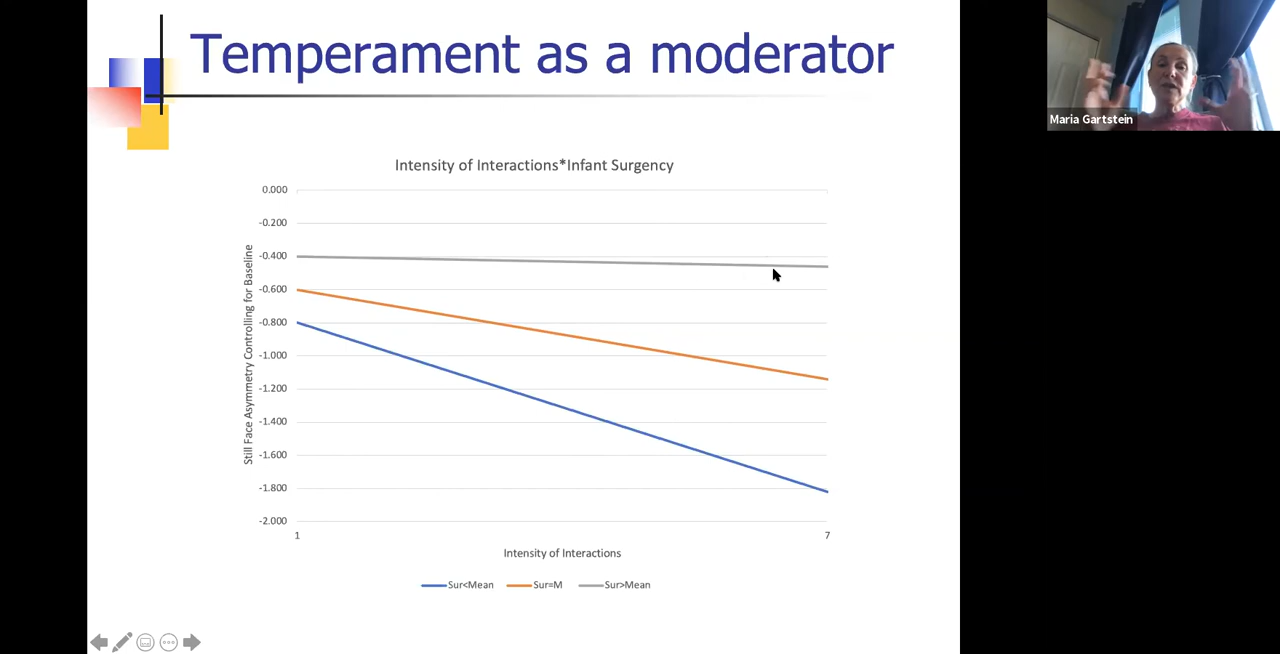 Temperament as a moderator
Maria Gartstein
Intensity of Interactions*Infant Surgency
0.000
-0.200
-0.400
-0.600
-0.800
-1.000
-1.200
-1.400
-1.600
-1.800
-2.000
Still Face Asymmetry Controlling for Baseline
1
7
Intensity of Interactions
Sur<Mean
Sur=M
Sur>Mean